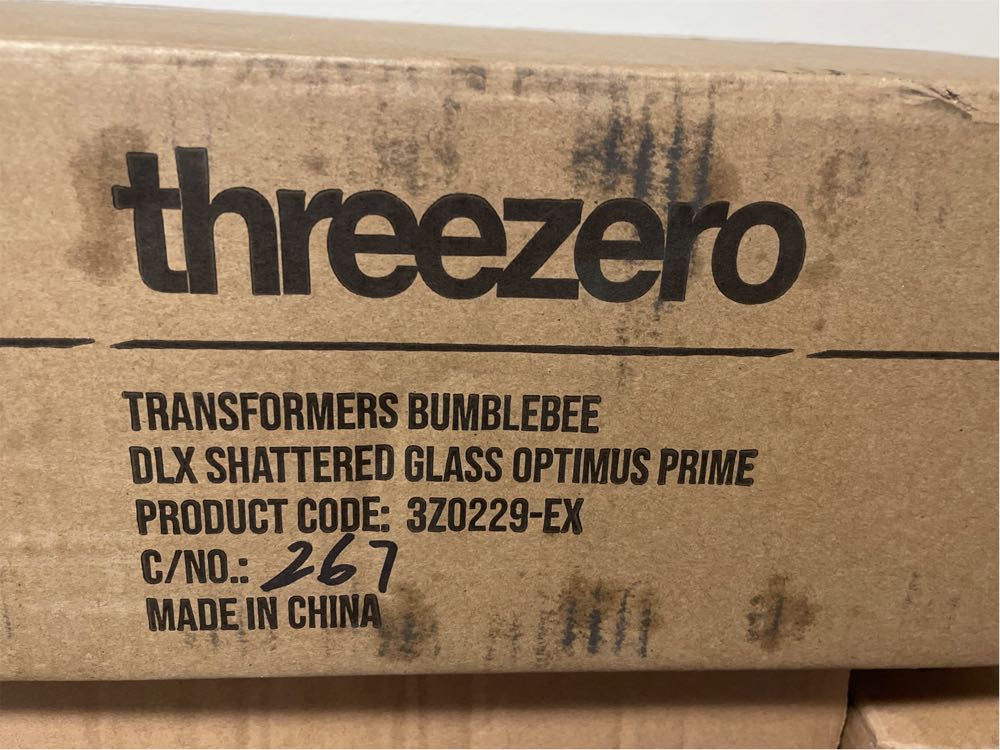 threezero
TRANSFORMERS BUMBLEBEE
DLX SHATTERED GLASS OPTIMUS PRIME
PRODUCT CODE: 3Z0229-EX
C/NO.: 267
MADE IN CHINA